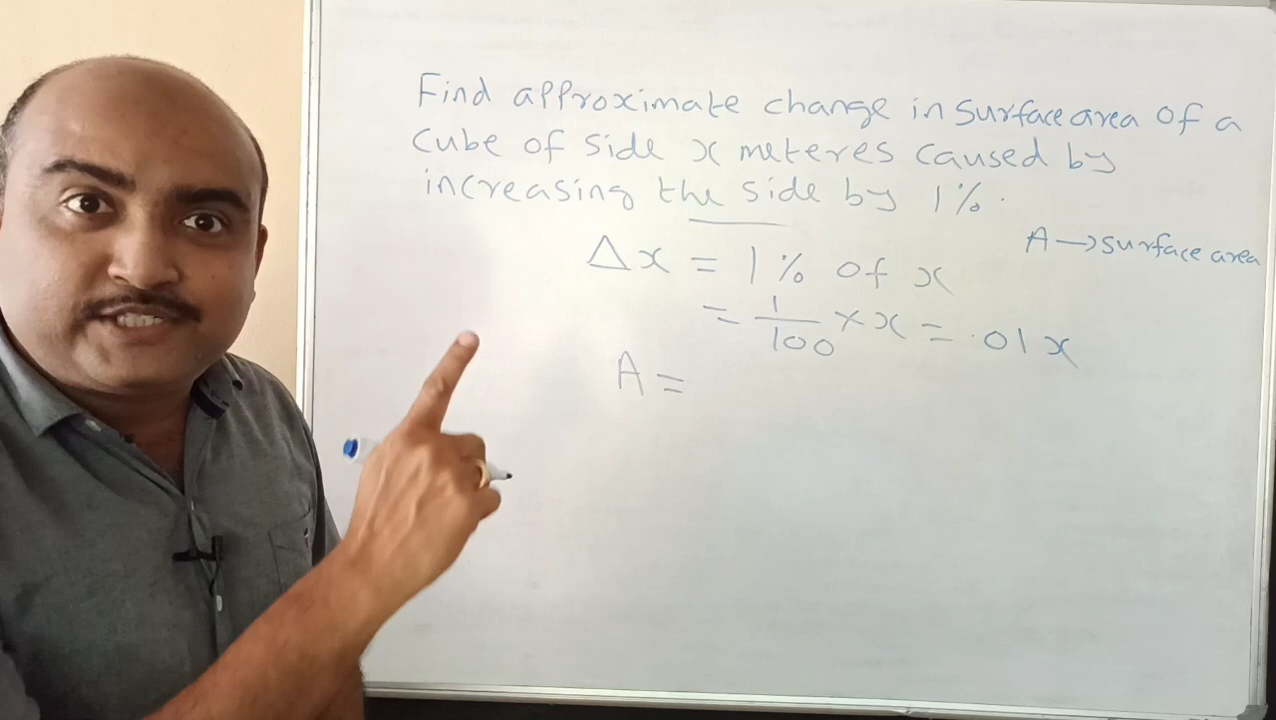 Find approximate change in surface area of a
cube of side x meteres caused by
increasing the side by 1%.
A → surface area
Δx = 1% of x
= 1/100 × x = .01x
A =